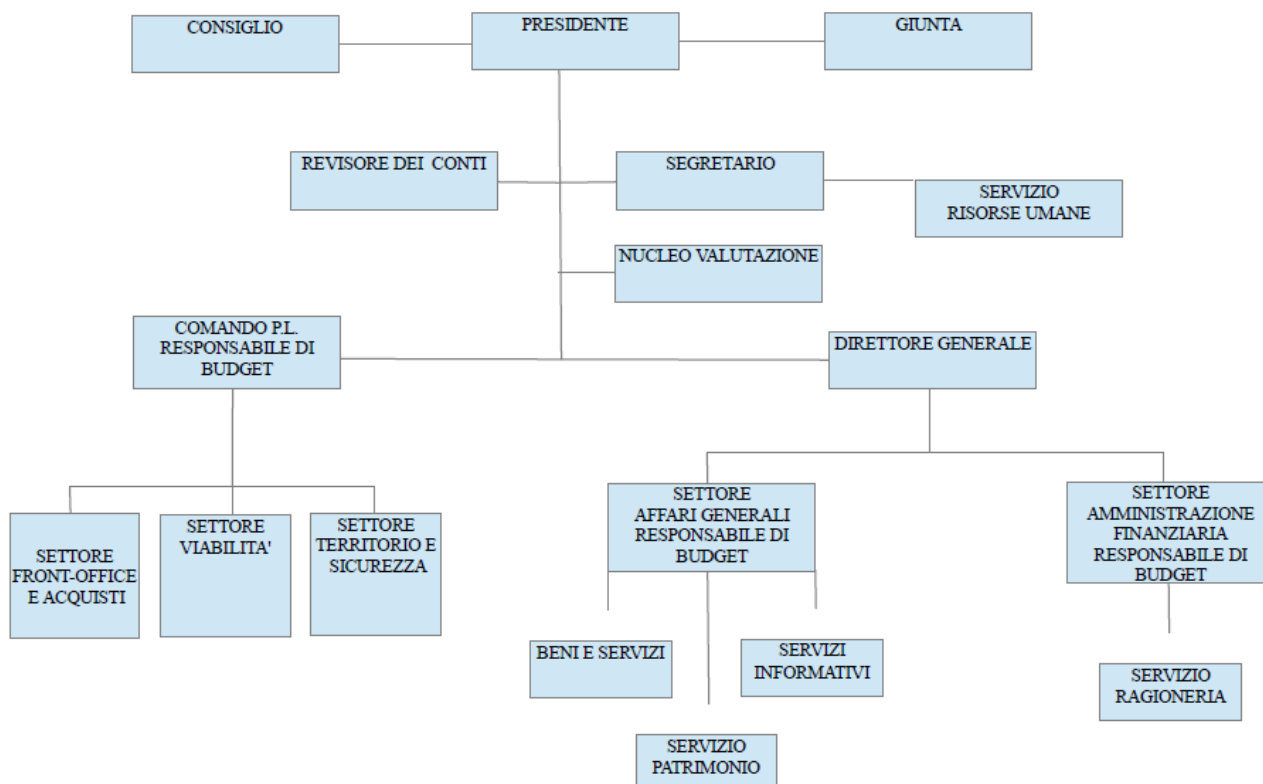 CONSIGLIO
PRESIDENTE
GIUNTA
REVISORE DEI CONTI
SEGRETARIO
SERVIZIO
RISORSE UMANE
NUCLEO VALUTAZIONE
COMANDO P.L.
RESPONSABILE DI
BUDGET
DIRETTORE GENERALE
SETTORE
FRONT-OFFICE
E ACQUISTI
SETTORE
VIABILITA'
SETTORE
TERRITORIO E
SICUREZZA
SETTORE
AFFARI GENERALI
RESPONSABILE DI
BUDGET
SETTORE
AMMINISTRAZIONE
FINANZIARIA
RESPONSABILE DI
BUDGET
BENI E SERVIZI
SERVIZI
INFORMATIVI
SERVIZIO
RAGIONERIA
SERVIZIO
PATRIMONIO